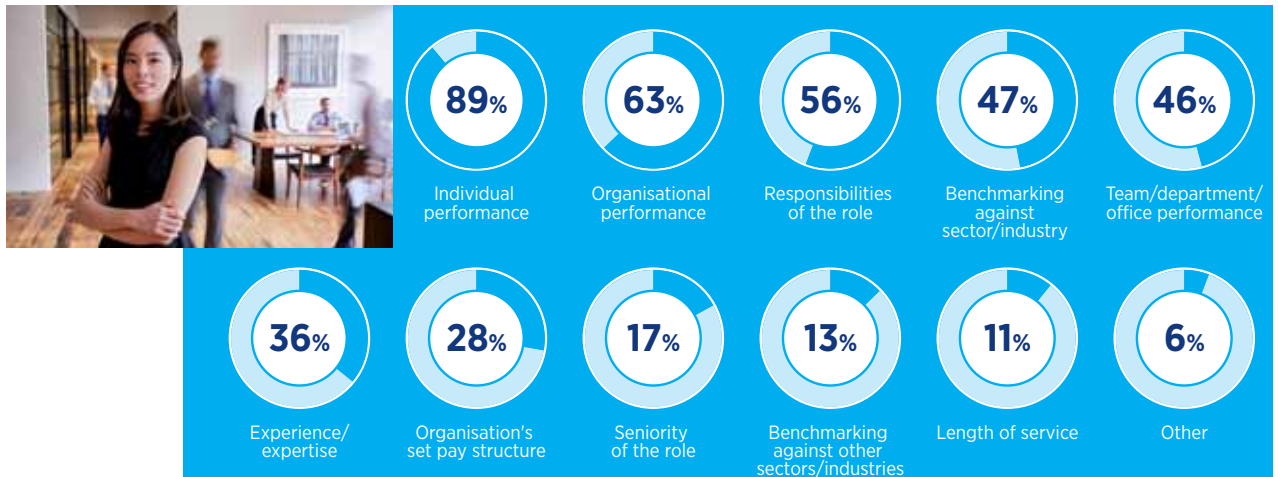 89%
63%
56%
47%
46%
Individual
performance
Organisational
performance
Responsibilities
of the role
Benchmarking
against
sector/industry
Team/department/
office performance
36%
28%
17%
13%
11%
6%
Experience/
expertise
Organisation's
set pay structure
Seniority
of the role
Benchmarking
against other
sectors/industries
Length of service
Other